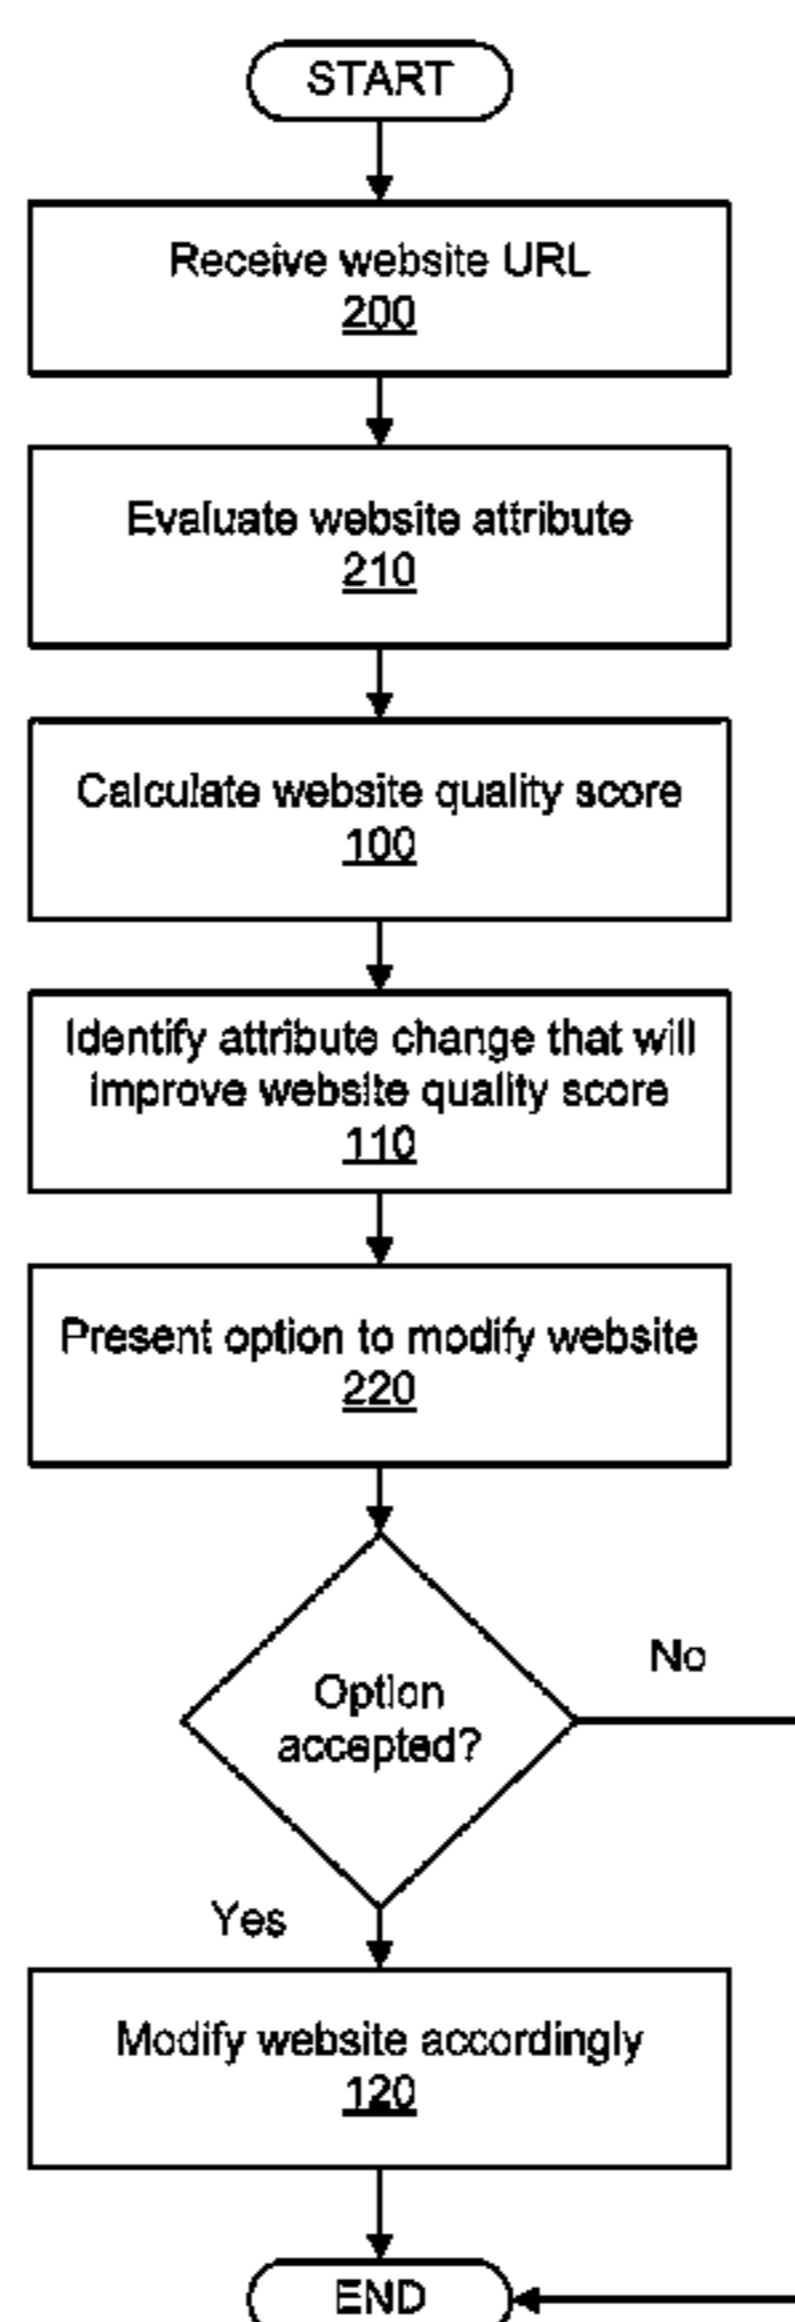 START
Receive website URL
200
Evaluate website attribute
210
Calculate website quality score
100
Identify attribute change that will
improve website quality score
110
Present option to modify website
220
Option
accepted?
No
Yes
Modify website accordingly
120
END